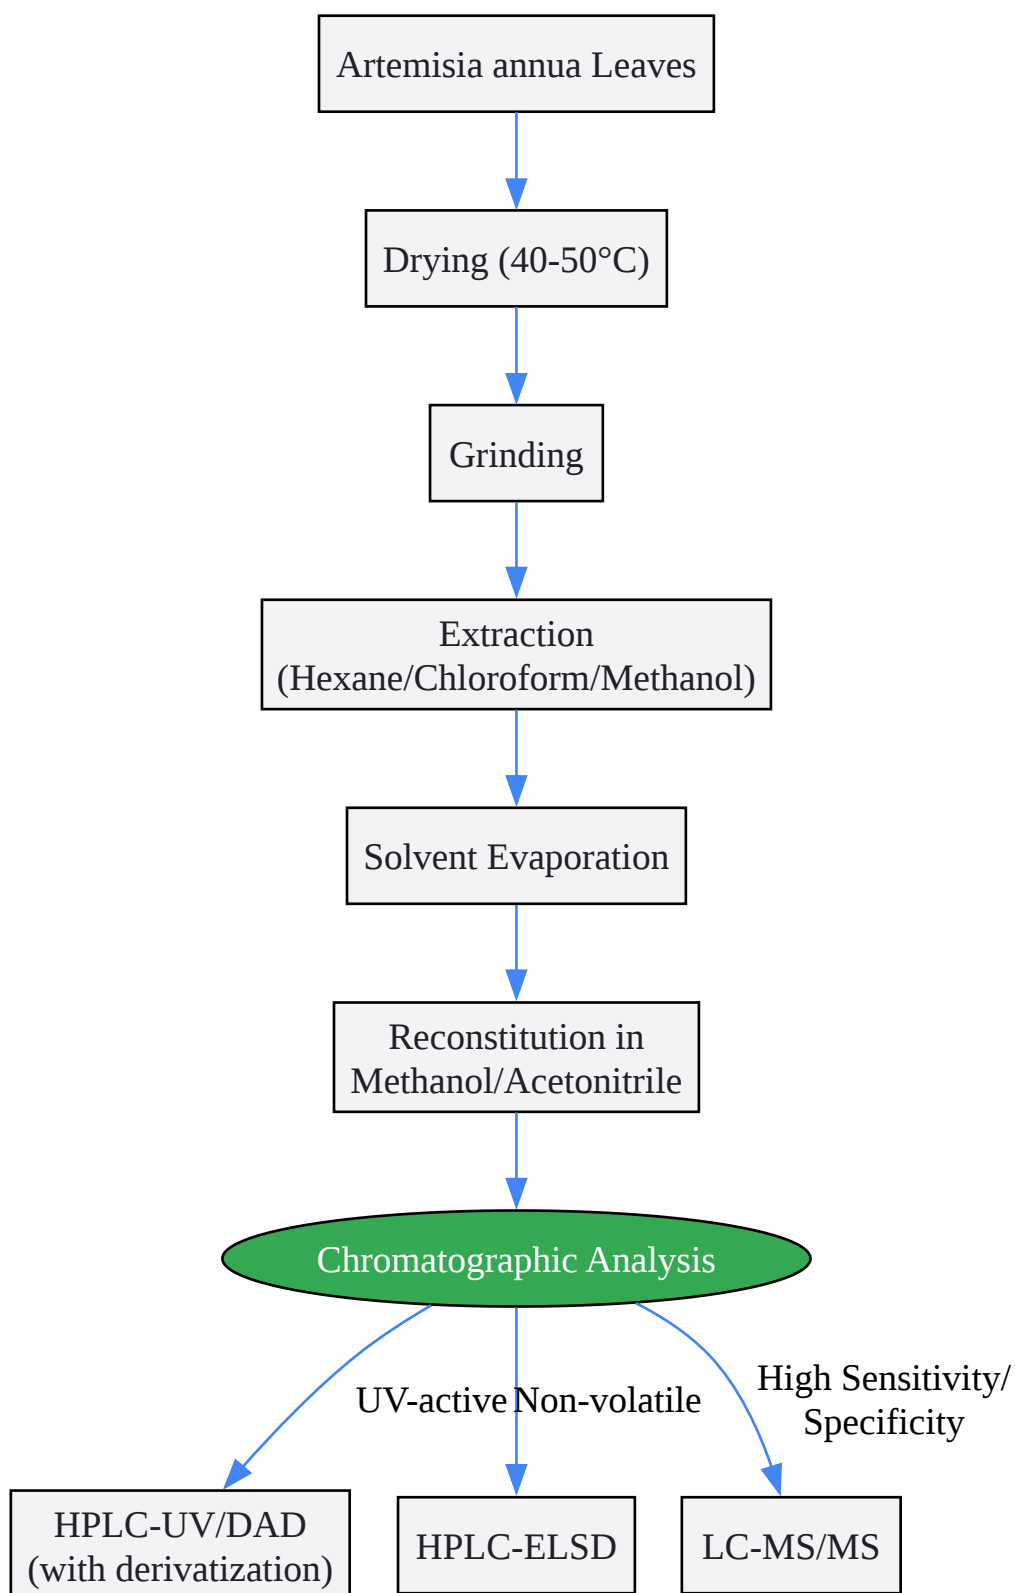 Artemisia annua Leaves
Drying (40-50°C)
Grinding
Extraction
(Hexane/Chloroform/Methanol)
Solvent Evaporation
Reconstitution in
Methanol/Acetonitrile
Chromatographic Analysis
UV-active
Non-volatile
High Sensitivity/
Specificity
HPLC-UV/DAD
(with derivatization)
HPLC-ELSD
LC-MS/MS